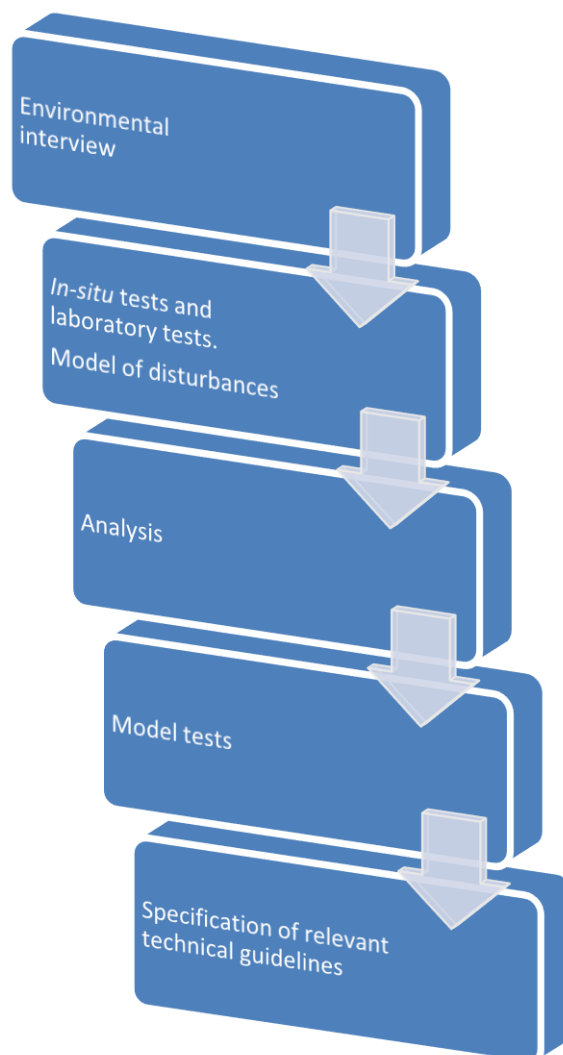 Environmental
interview
In-situ tests and
laboratory tests.
Model of disturbances
Analysis
Model tests
Specification of relevant
technical guidelines